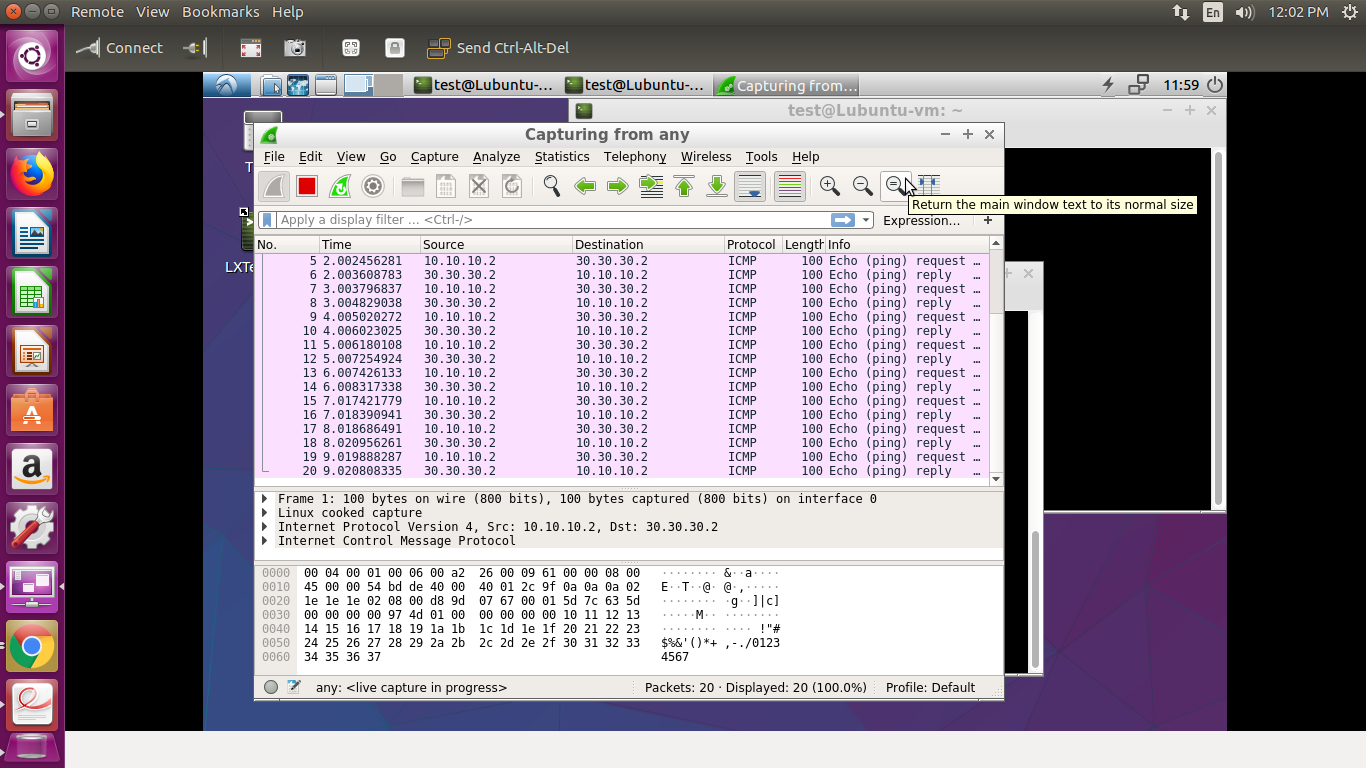 Remote View Bookmarks Help En 12:02 PM
Connect Send Ctrl-Alt-Del
test@Lubuntu-... test@Lubuntu-... Capturing from... 11:59
test@Lubuntu-vm: ~
Capturing from any
File Edit View Go Capture Analyze Statistics Telephony Wireless Tools Help
Return the main window text to its normal size
Apply a display filter ... <Ctrl-/> Expression... +
No. Time Source Destination Protocol Length Info
5 2.002456281 10.10.10.2 30.30.30.2 ICMP 100 Echo (ping) request …
6 2.003608783 30.30.30.2 10.10.10.2 ICMP 100 Echo (ping) reply …
7 3.003796837 10.10.10.2 30.30.30.2 ICMP 100 Echo (ping) request …
8 3.004829038 30.30.30.2 10.10.10.2 ICMP 100 Echo (ping) reply …
9 4.005020272 10.10.10.2 30.30.30.2 ICMP 100 Echo (ping) request …
10 4.006023025 30.30.30.2 10.10.10.2 ICMP 100 Echo (ping) reply …
11 5.006180108 10.10.10.2 30.30.30.2 ICMP 100 Echo (ping) request …
12 5.007254924 30.30.30.2 10.10.10.2 ICMP 100 Echo (ping) reply …
13 6.007426133 10.10.10.2 30.30.30.2 ICMP 100 Echo (ping) request …
14 6.008317338 30.30.30.2 10.10.10.2 ICMP 100 Echo (ping) reply …
15 7.017421779 10.10.10.2 30.30.30.2 ICMP 100 Echo (ping) request …
16 7.018390941 30.30.30.2 10.10.10.2 ICMP 100 Echo (ping) reply …
17 8.018686491 10.10.10.2 30.30.30.2 ICMP 100 Echo (ping) request …
18 8.020956261 30.30.30.2 10.10.10.2 ICMP 100 Echo (ping) reply …
19 9.019888287 10.10.10.2 30.30.30.2 ICMP 100 Echo (ping) request …
20 9.020808335 30.30.30.2 10.10.10.2 ICMP 100 Echo (ping) reply …
Frame 1: 100 bytes on wire (800 bits), 100 bytes captured (800 bits) on interface 0
Linux cooked capture
Internet Protocol Version 4, Src: 10.10.10.2, Dst: 30.30.30.2
Internet Control Message Protocol
0000 00 04 00 01 00 06 00 a2 26 00 09 61 00 00 08 00 ········ &··a····
0010 45 00 00 54 bd de 40 00 40 01 2c 9f 0a 0a 0a 02 E··T··@· @·,·····
0020 1e 1e 1e 02 08 00 d8 9d 07 67 00 01 5d 7c 63 5d ········ ·g··]|c]
0030 00 00 00 00 97 4d 01 00 00 00 00 00 10 11 12 13 ·····M·· ········
0040 14 15 16 17 18 19 1a 1b 1c 1d 1e 1f 20 21 22 23 ········ ···· !"#
0050 24 25 26 27 28 29 2a 2b 2c 2d 2e 2f 30 31 32 33 $%&'()*+ ,-./0123
0060 34 35 36 37 4567
any: <live capture in progress> Packets: 20 · Displayed: 20 (100.0%) Profile: Default